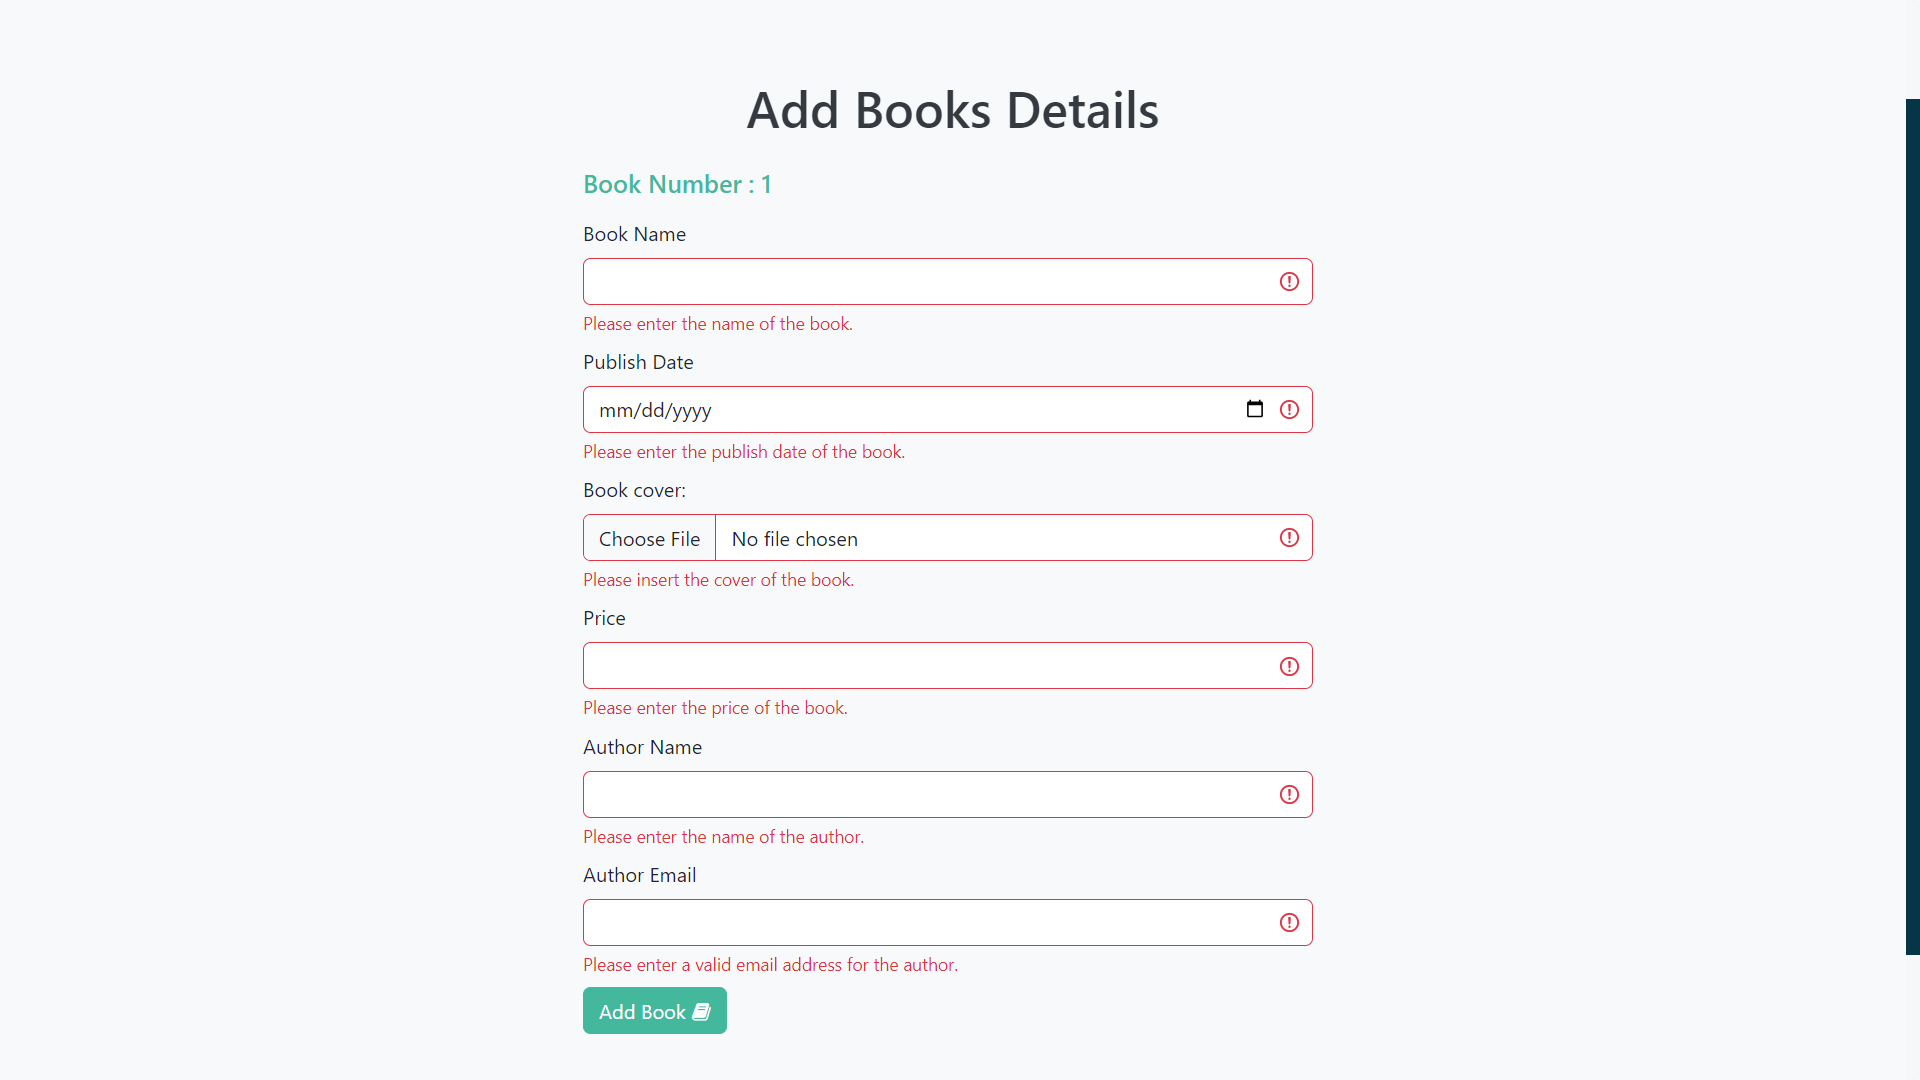 Add Books Details
Book Number : 1
Book Name
Please enter the name of the book.
Publish Date
mm/dd/yyyy
Please enter the publish date of the book.
Book cover:
Choose File No file chosen
Please insert the cover of the book.
Price
Please enter the price of the book.
Author Name
Please enter the name of the author.
Author Email
Please enter a valid email address for the author.
Add Book